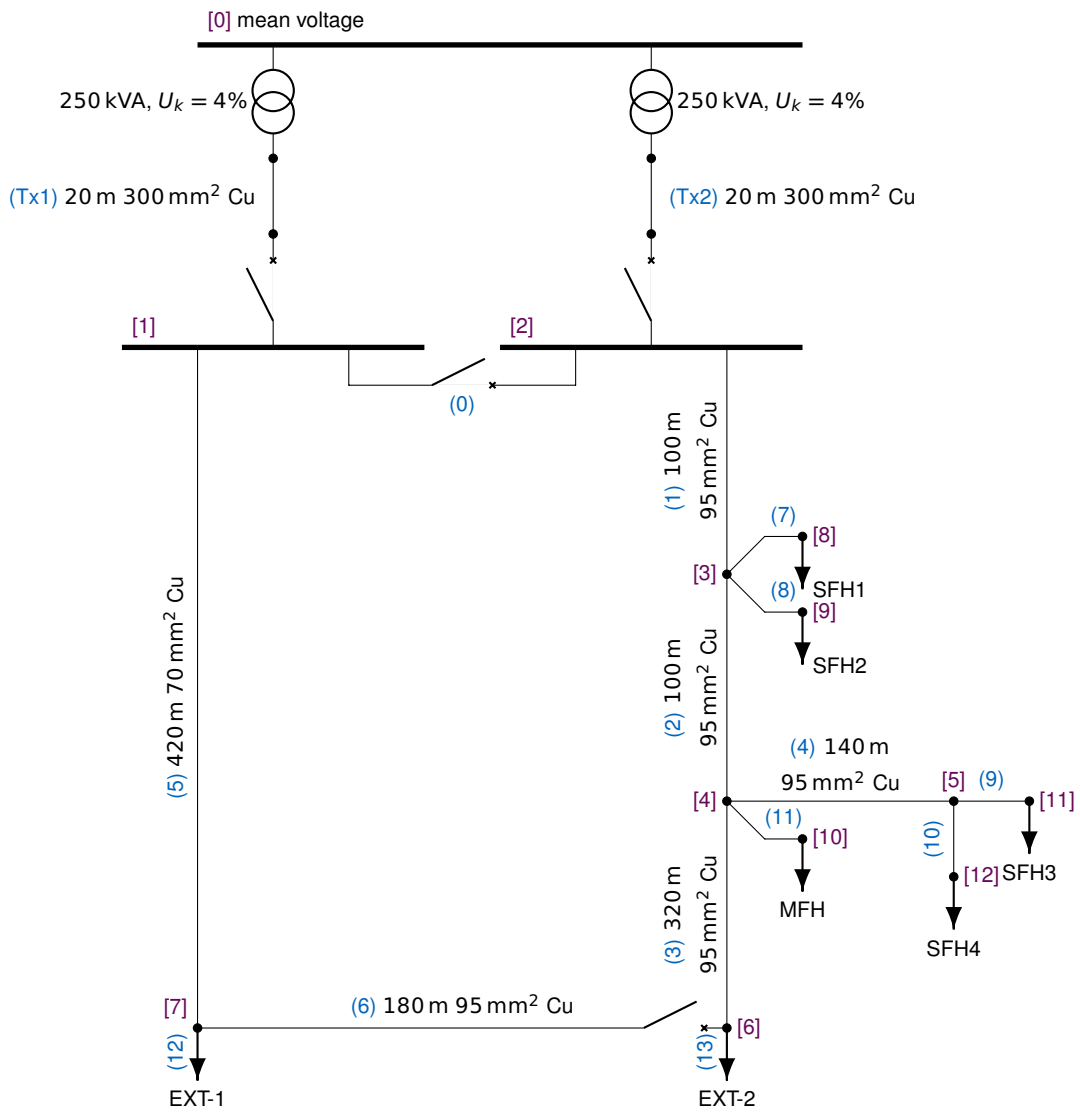 [0] mean voltage
250 kVA, U_k = 4%
250 kVA, U_k = 4%
(Tx1) 20 m 300 mm² Cu
(Tx2) 20 m 300 mm² Cu
[1]
[2]
(0)
(1) 100 m
95 mm² Cu
(7)
[8]
[3]
SFH1
(8)
[9]
SFH2
(5) 420 m 70 mm² Cu
(2) 100 m
95 mm² Cu
(4) 140 m
95 mm² Cu
[5]
(9)
[4]
[11]
(11)
[10]
(10)
SFH3
[12]
MFH
SFH4
(3) 320 m
95 mm² Cu
[7]
(6) 180 m 95 mm² Cu
[6]
(12)
(13)
EXT-1
EXT-2